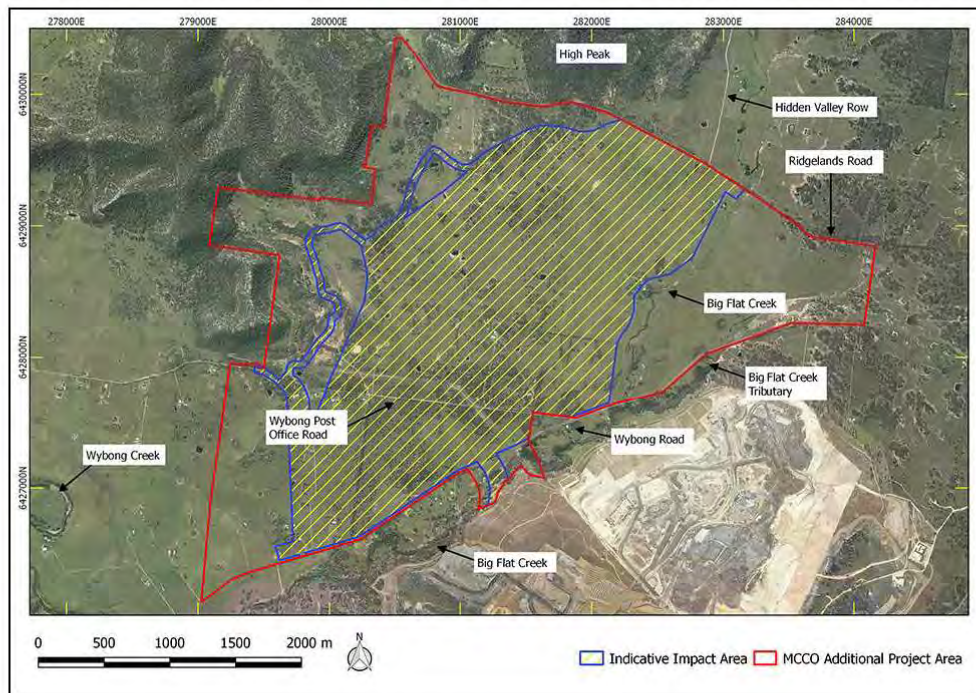 278000E 279000E 280000E 281000E 282000E 283000E 284000E
High Peak
6430000N
Hidden Valley Row
Ridgelands Road
6429000N
Big Flat Creek
6428000N
Big Flat Creek
Tributary
Wybong Post
Office Road
Wybong Road
Wybong Creek
6427000N
Big Flat Creek
0 500 1000 1500 2000 m
N
Indicative Impact Area
MCCO Additional Project Area